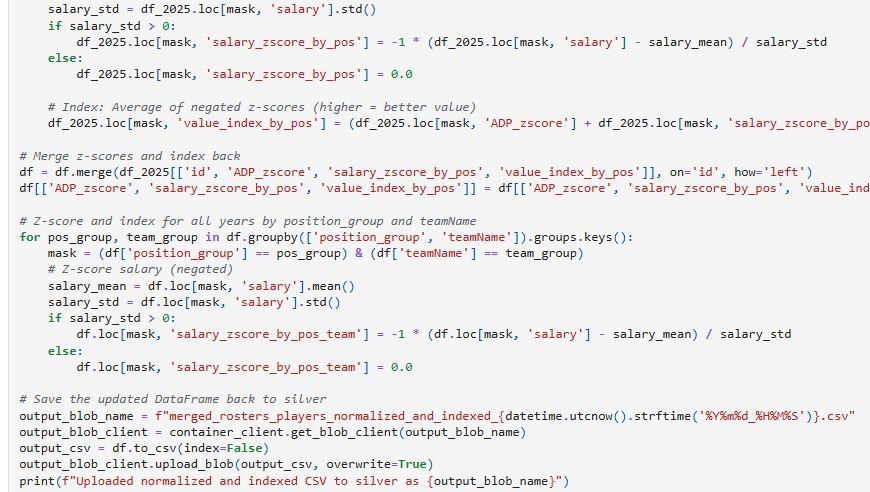 salary_std = df_2025.loc[mask, 'salary'].std()
    if salary_std > 0:
        df_2025.loc[mask, 'salary_zscore_by_pos'] = -1 * (df_2025.loc[mask, 'salary'] - salary_mean) / salary_std
    else:
        df_2025.loc[mask, 'salary_zscore_by_pos'] = 0.0

    # Index: Average of negated z-scores (higher = better value)
    df_2025.loc[mask, 'value_index_by_pos'] = (df_2025.loc[mask, 'ADP_zscore'] + df_2025.loc[mask, 'salary_zscore_by_po

# Merge z-scores and index back
df = df.merge(df_2025[['id', 'ADP_zscore', 'salary_zscore_by_pos', 'value_index_by_pos']], on='id', how='left')
df[['ADP_zscore', 'salary_zscore_by_pos', 'value_index_by_pos']] = df[['ADP_zscore', 'salary_zscore_by_pos', 'value_ind

# Z-score and index for all years by position_group and teamName
for pos_group, team_group in df.groupby(['position_group', 'teamName']).groups.keys():
    mask = (df['position_group'] == pos_group) & (df['teamName'] == team_group)
    # Z-score salary (negated)
    salary_mean = df.loc[mask, 'salary'].mean()
    salary_std = df.loc[mask, 'salary'].std()
    if salary_std > 0:
        df.loc[mask, 'salary_zscore_by_pos_team'] = -1 * (df.loc[mask, 'salary'] - salary_mean) / salary_std
    else:
        df.loc[mask, 'salary_zscore_by_pos_team'] = 0.0

# Save the updated DataFrame back to silver
output_blob_name = f"merged_rosters_players_normalized_and_indexed_{datetime.utcnow().strftime('%Y%m%d_%H%M%S')}.csv"
output_blob_client = container_client.get_blob_client(output_blob_name)
output_csv = df.to_csv(index=False)
output_blob_client.upload_blob(output_csv, overwrite=True)
print(f"Uploaded normalized and indexed CSV to silver as {output_blob_name}")